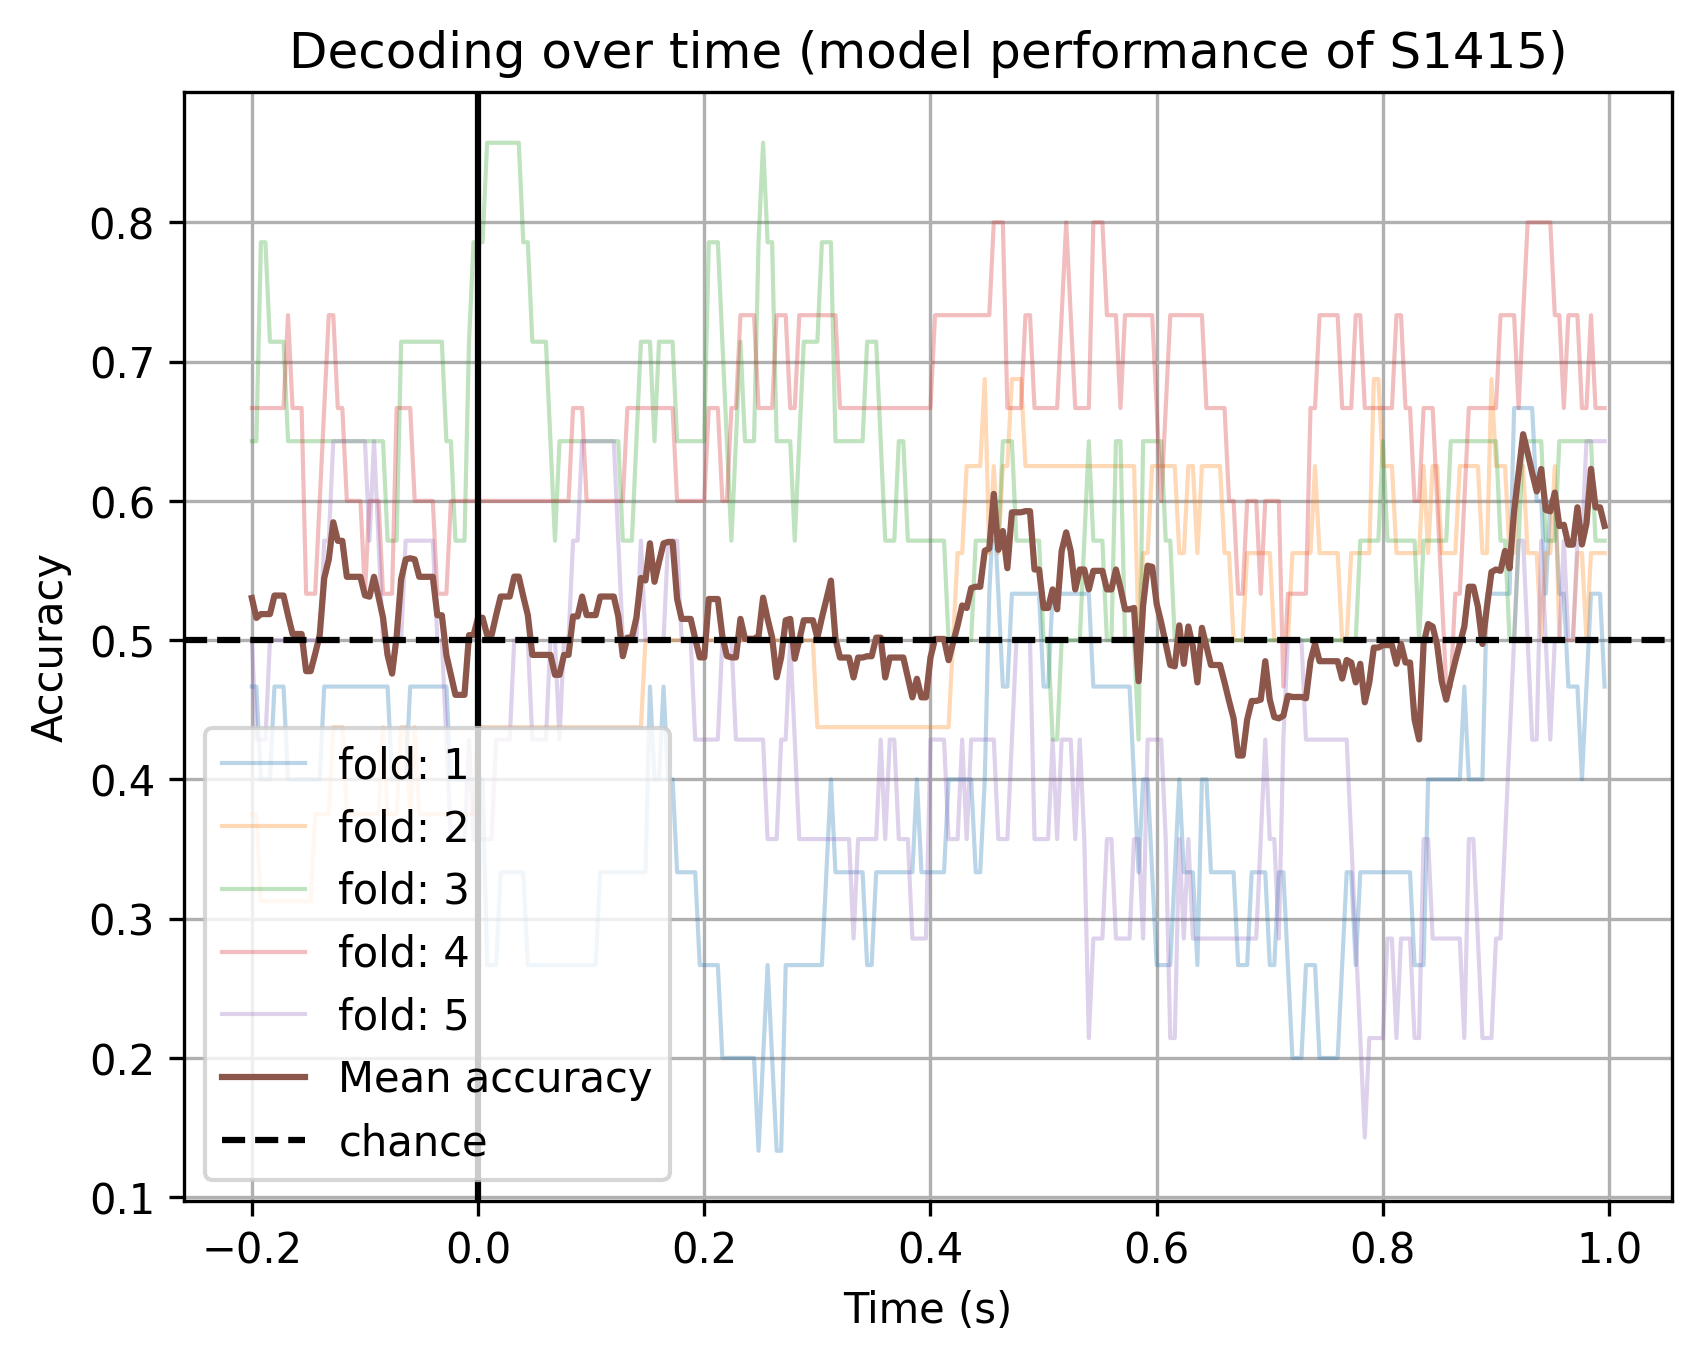 Decoding over time (model performance of S1415)
Accuracy
0.8
0.7
0.6
0.5
0.4
0.3
0.2
0.1
fold: 1
fold: 2
fold: 3
fold: 4
fold: 5
Mean accuracy
chance
−0.2 0.0 0.2 0.4 0.6 0.8 1.0
Time (s)